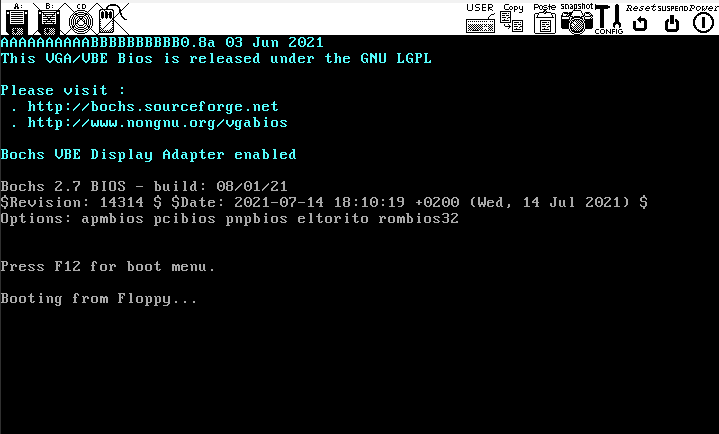 A: B: CD USER Copy Paste Snapshot CONFIG Reset SUSPEND Power
AAAAAAAAAABBBBBBBBBB0.8a 03 Jun 2021
This VGA/VBE Bios is released under the GNU LGPL
Please visit :
. http://bochs.sourceforge.net
. http://www.nongnu.org/vgabios
Bochs VBE Display Adapter enabled
Bochs 2.7 BIOS - build: 08/01/21
$Revision: 14314 $ $Date: 2021-07-14 18:10:19 +0200 (Wed, 14 Jul 2021) $
Options: apmbios pcibios pnpbios eltorito rombios32
Press F12 for boot menu.
Booting from Floppy...